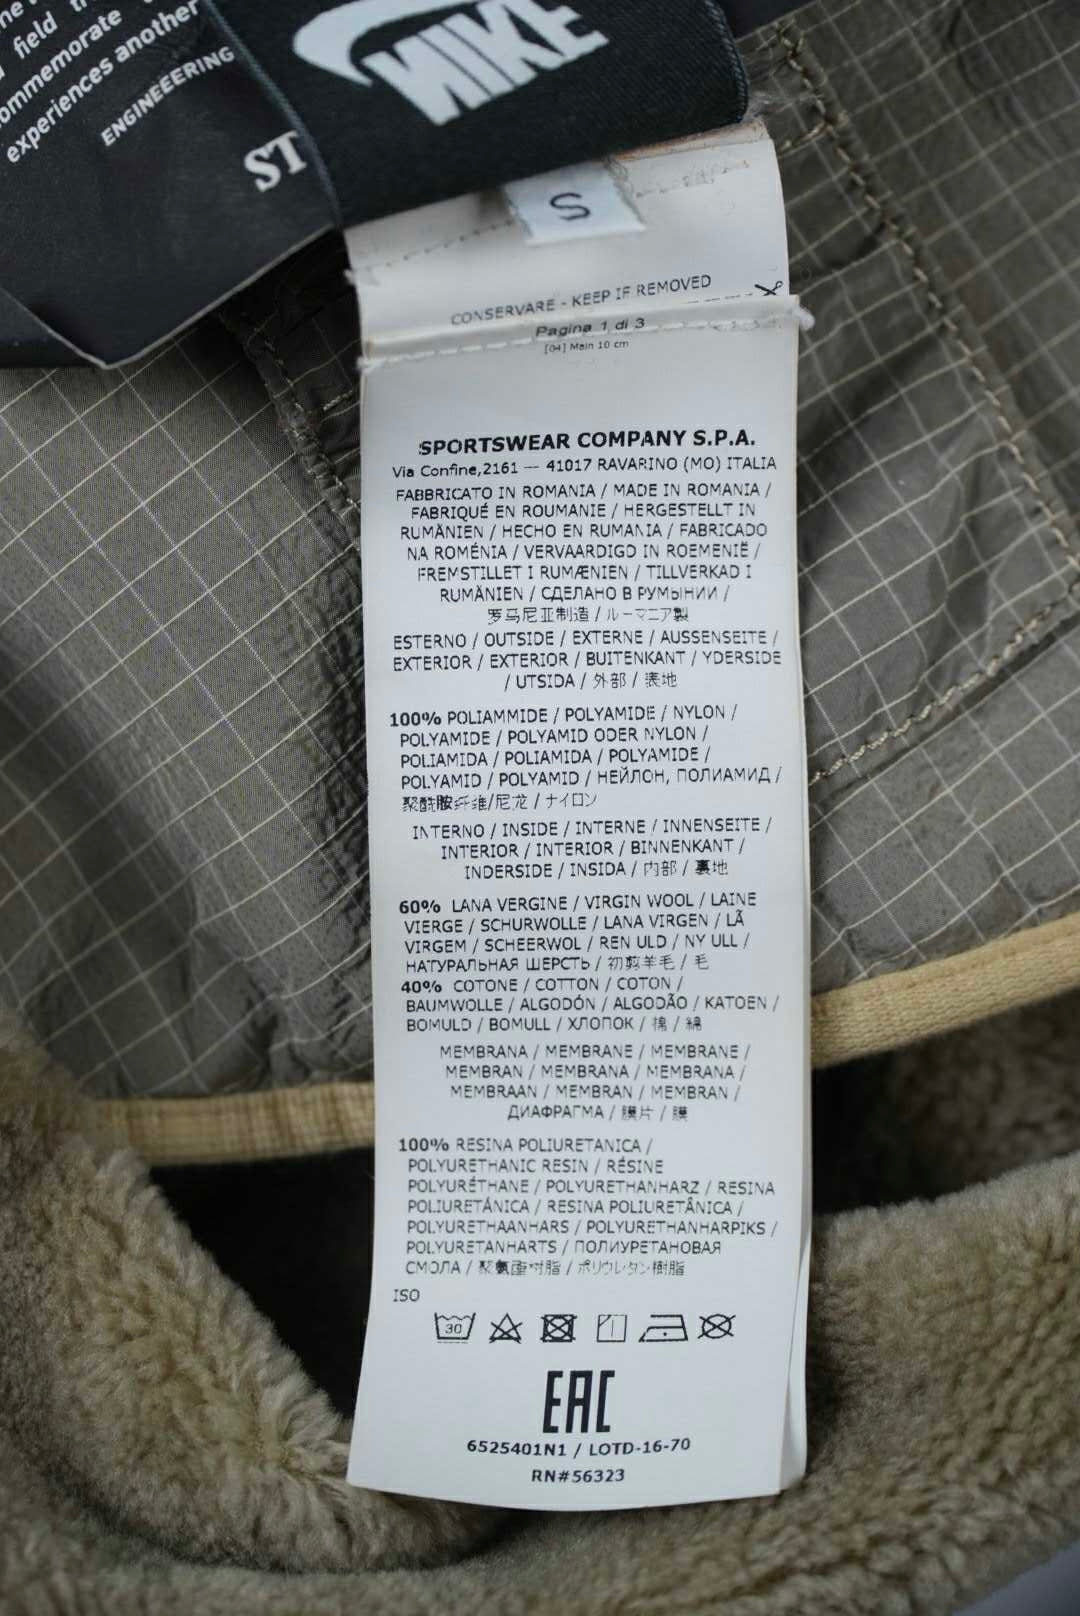 field
commemorate
experiences another
ENGINEEERING
NIKE
ST
S
CONSERVARE - KEEP IF REMOVED
Pagina 1 di 3
[04] Main 10 cm
SPORTSWEAR COMPANY S.P.A.
Via Confine,2161 — 41017 RAVARINO (MO) ITALIA
FABBRICATO IN ROMANIA / MADE IN ROMANIA /
FABRIQUÉ EN ROUMANIE / HERGESTELLT IN
RUMÄNIEN / HECHO EN RUMANIA / FABRICADO
NA ROMÉNIA / VERVAARDIGD IN ROEMENIË /
FREMSTILLET I RUMÆNIEN / TILLVERKAD I
RUMÄNIEN / СДЕЛАНО В РУМЫНИИ /
罗马尼亚制造 / ルーマニア製
ESTERNO / OUTSIDE / EXTERNE / AUSSENSEITE /
EXTERIOR / EXTERIOR / BUITENKANT / YDERSIDE
/ UTSIDA / 外部 / 表地
100% POLIAMMIDE / POLYAMIDE / NYLON /
POLYAMIDE / POLYAMID ODER NYLON /
POLIAMIDA / POLIAMIDA / POLYAMIDE /
POLYAMID / POLYAMID / НЕЙЛОН, ПОЛИАМИД /
聚酰胺纤维/尼龙 / ナイロン
INTERNO / INSIDE / INTERNE / INNENSEITE /
INTERIOR / INTERIOR / BINNENKANT /
INDERSIDE / INSIDA / 内部 / 裏地
60% LANA VERGINE / VIRGIN WOOL / LAINE
VIERGE / SCHURWOLLE / LANA VIRGEN / LÃ
VIRGEM / SCHEERWOL / REN ULD / NY ULL /
НАТУРАЛЬНАЯ ШЕРСТЬ / 初剪羊毛 / 毛
40% COTONE / COTTON / COTON /
BAUMWOLLE / ALGODÓN / ALGODÃO / KATOEN /
BOMULD / BOMULL / ХЛОПОК / 棉 / 綿
MEMBRANA / MEMBRANE / MEMBRANE /
MEMBRAN / MEMBRANA / MEMBRANA /
MEMBRAAN / MEMBRAN / MEMBRAN /
ДИАФРАГМА / 膜片 / 膜
100% RESINA POLIURETANICA /
POLYURETHANIC RESIN / RÉSINE
POLYURÉTHANE / POLYURETHANHARZ / RESINA
POLIURETÁNICA / RESINA POLIURETÂNICA /
POLYURETHAANHARS / POLYURETHANHARPIKS /
POLYURETANHARTS / ПОЛИУРЕТАНОВАЯ
СМОЛА / 聚氨酯树脂 / ポリウレタン樹脂
ISO
30
EAC
6525401N1 / LOTD-16-70
RN#56323